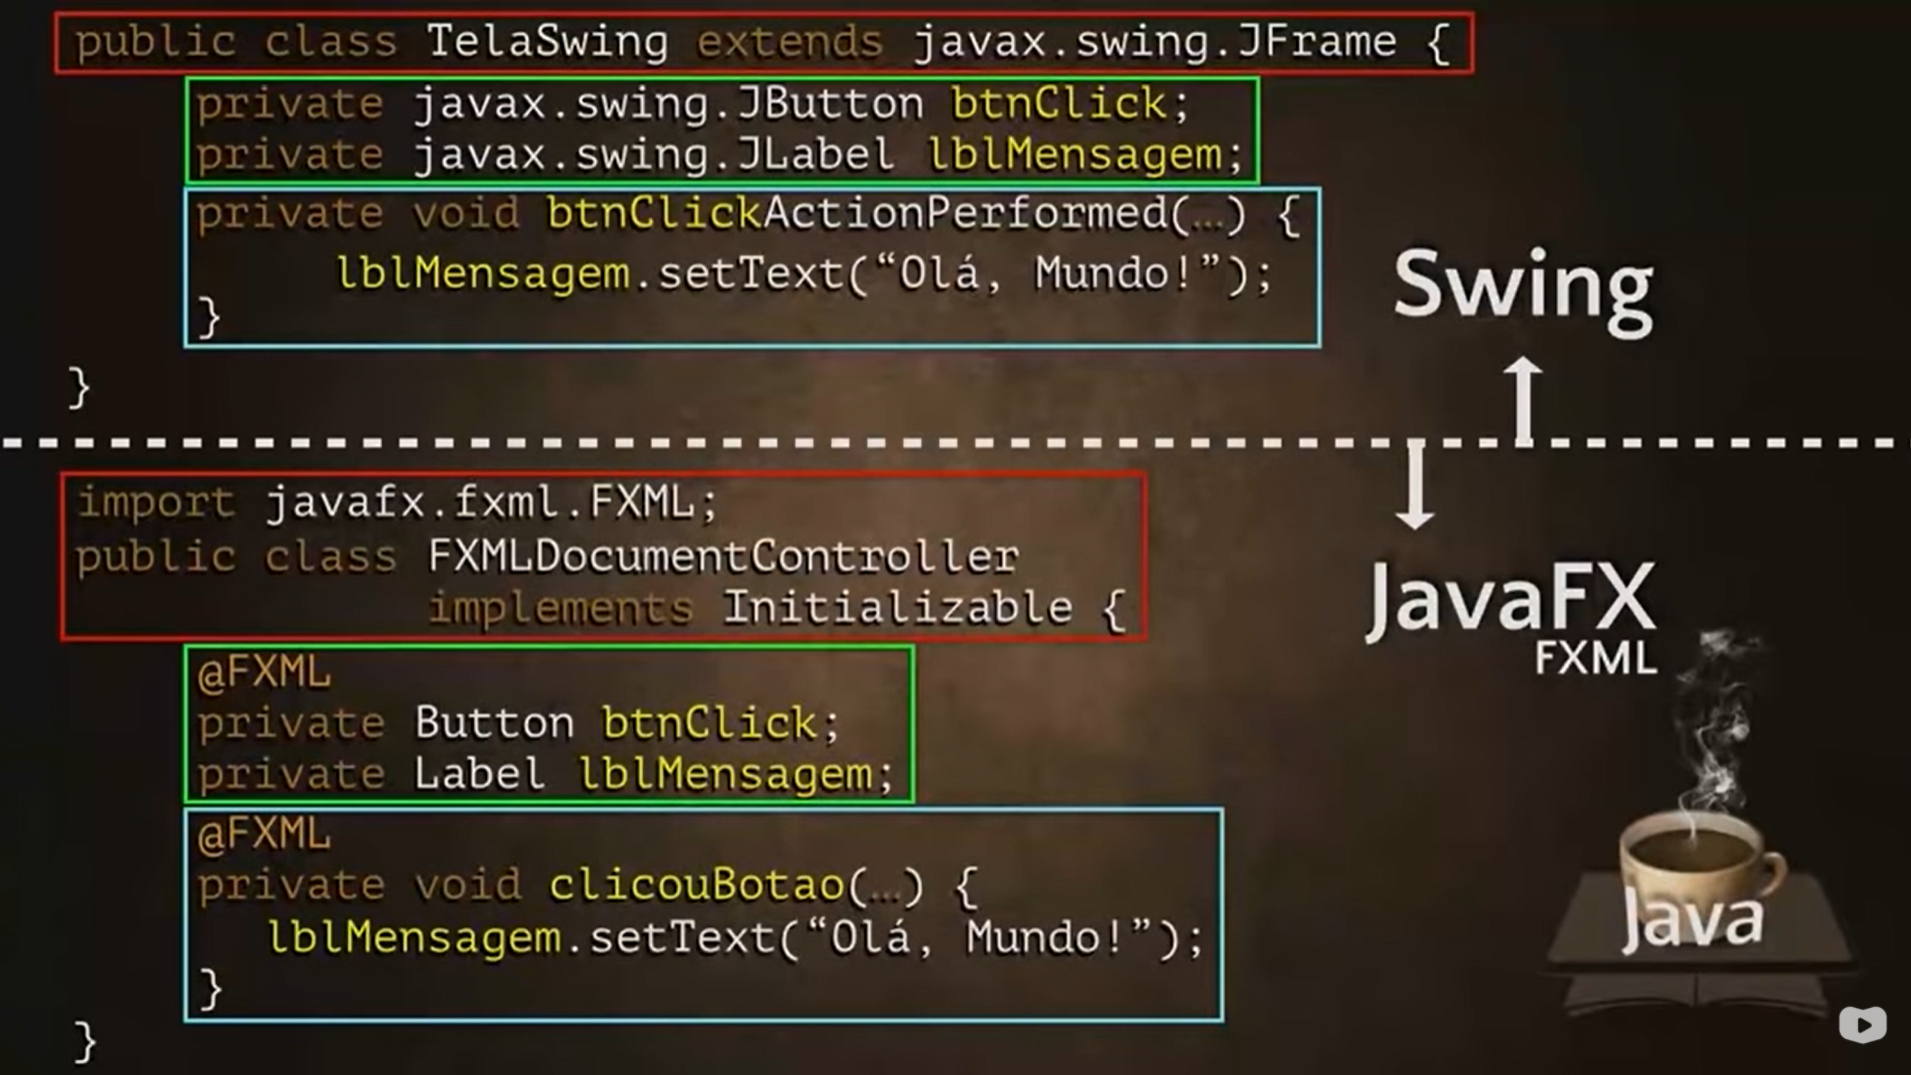 public class TelaSwing extends javax.swing.JFrame {
private javax.swing.JButton btnClick;
private javax.swing.JLabel lblMensagem;
private void btnClickActionPerformed(…) {
lblMensagem.setText(“Olá, Mundo!”);
}
}
Swing
import javafx.fxml.FXML;
public class FXMLDocumentController
implements Initializable {
@FXML
private Button btnClick;
private Label lblMensagem;
@FXML
private void clicouBotao(…) {
lblMensagem.setText(“Olá, Mundo!”);
}
}
JavaFX
FXML
Java